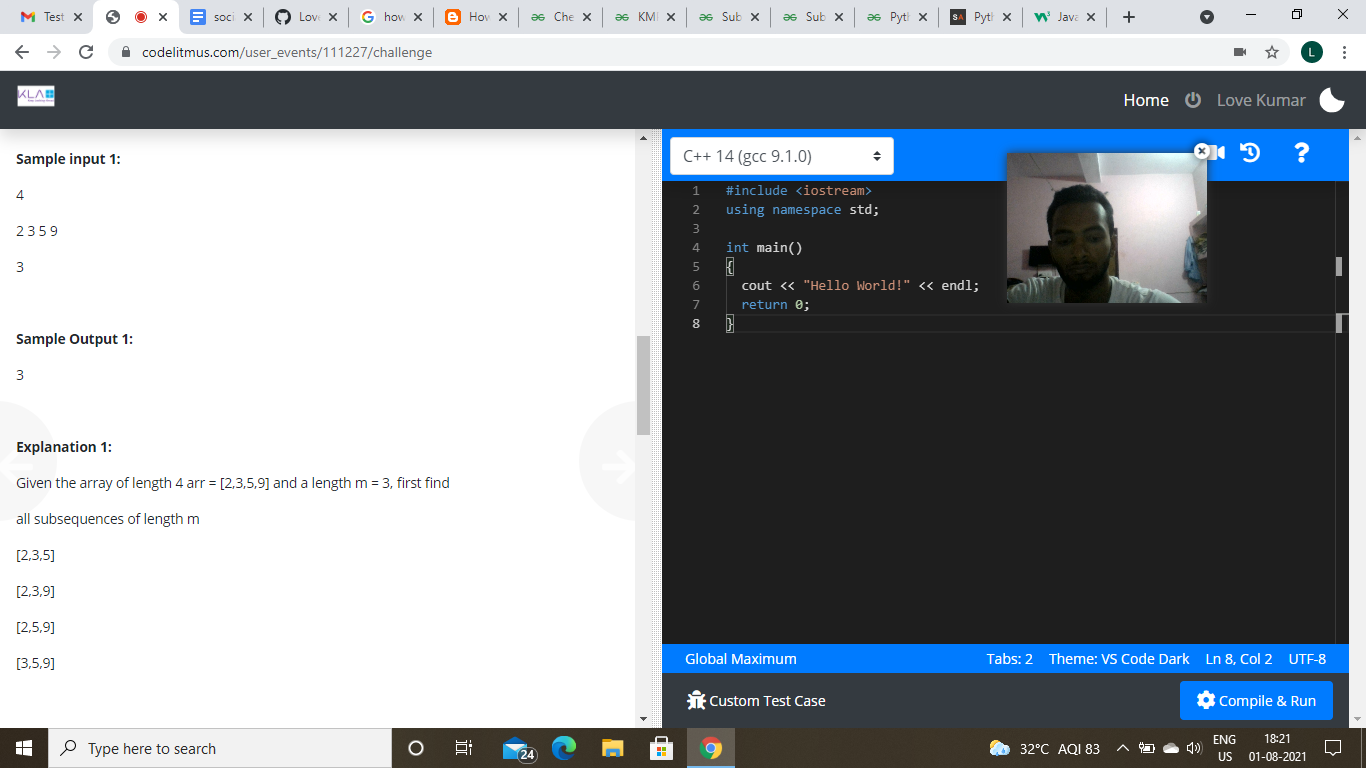 Test
soci
Love
how
How
Che
KMI
Sub
Sub
Pytl
Pytl
Java
codelitmus.com/user_events/111227/challenge
L
KLA
Home
Love Kumar
Sample input 1:
4
2 3 5 9
3
Sample Output 1:
3
Explanation 1:
Given the array of length 4 arr = [2,3,5,9] and a length m = 3, first find
all subsequences of length m
[2,3,5]
[2,3,9]
[2,5,9]
[3,5,9]
C++ 14 (gcc 9.1.0)
1 #include <iostream>
2 using namespace std;
3
4 int main()
5 {
6 cout << "Hello World!" << endl;
7 return 0;
8 }
Global Maximum
Tabs: 2 Theme: VS Code Dark Ln 8, Col 2 UTF-8
Custom Test Case
Compile & Run
Type here to search
24
32°C AQI 83
ENG
US
18:21
01-08-2021